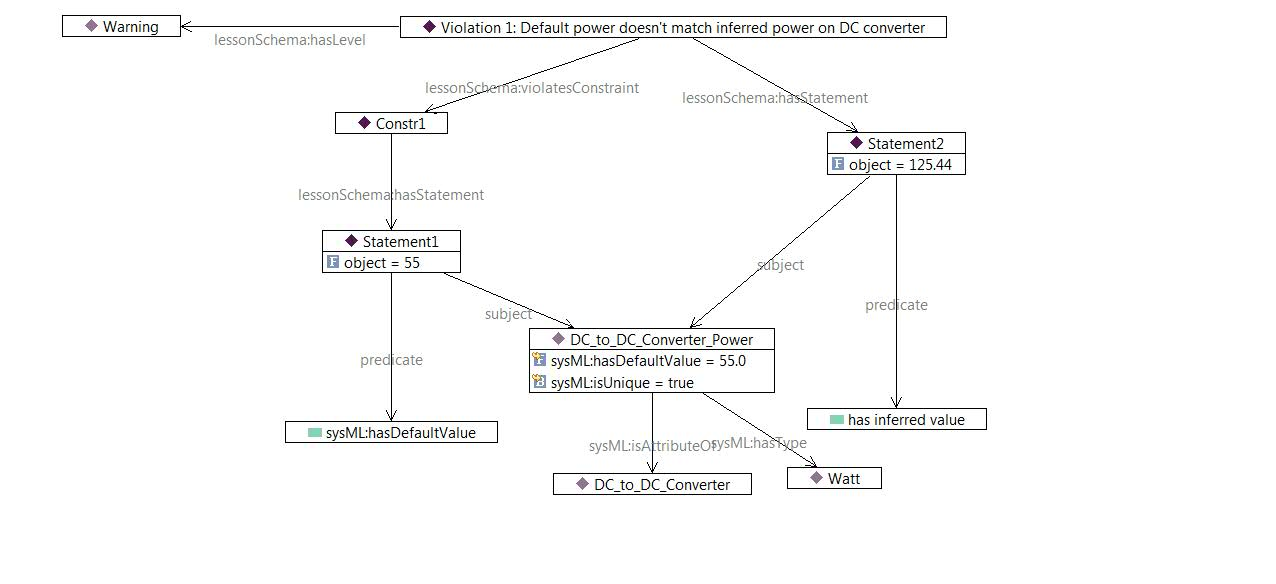 Warning
Violation 1: Default power doesn't match inferred power on DC converter
lessonSchema:hasLevel
lessonSchema:violatesConstraint
lessonSchema:hasStatement
Constr1
Statement2
F object = 125.44
lessonSchema:hasStatement
Statement1
F object = 55
subject
subject
predicate
DC_to_DC_Converter_Power
predicate
sysML:hasDefaultValue = 55.0
sysML:isUnique = true
has inferred value
sysML:hasDefaultValue
sysML:isAttributeOf
sysML:hasType
DC_to_DC_Converter
Watt